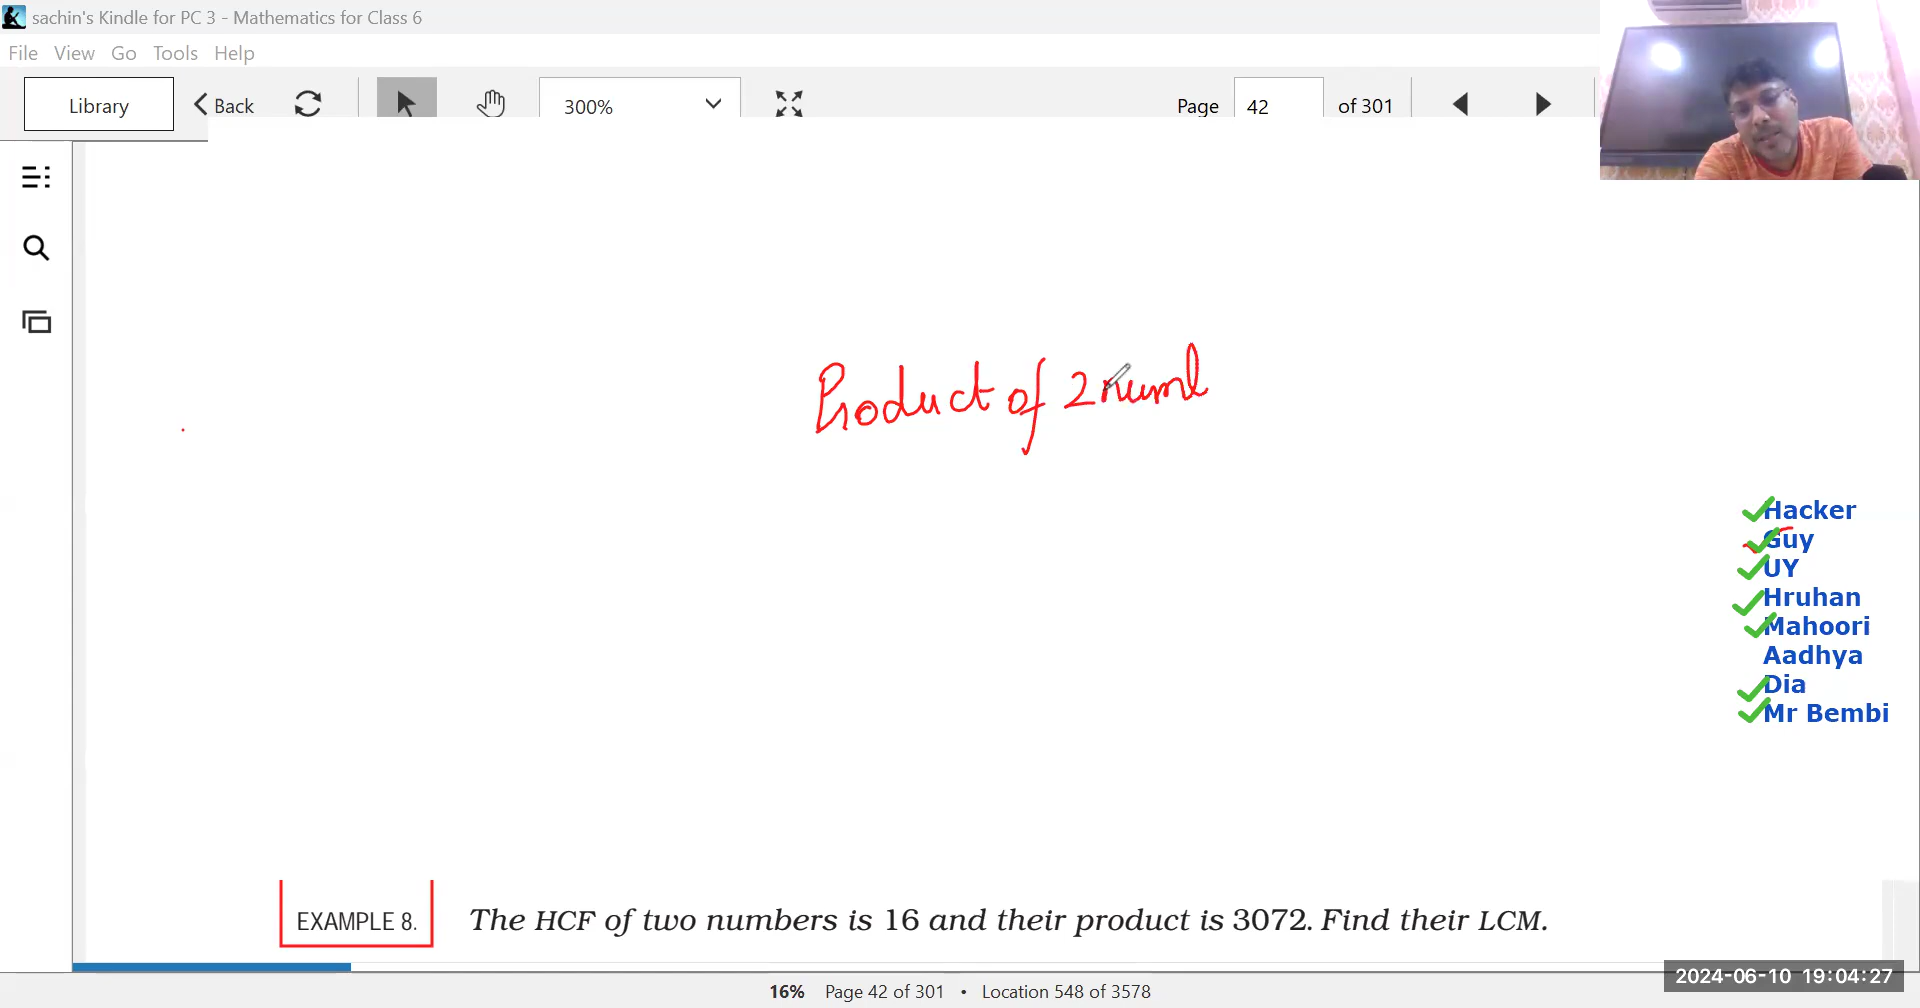 sachin's Kindle for PC 3 - Mathematics for Class 6
File View Go Tools Help
Library Back 300% Page 42 of 301
Product of 2 numl
Hacker
Guy
UY
Hruhan
Mahoori
Aadhya
Dia
Mr Bembi
EXAMPLE 8. The HCF of two numbers is 16 and their product is 3072. Find their LCM.
2024-06-10 19:04:27
16% Page 42 of 301 • Location 548 of 3578